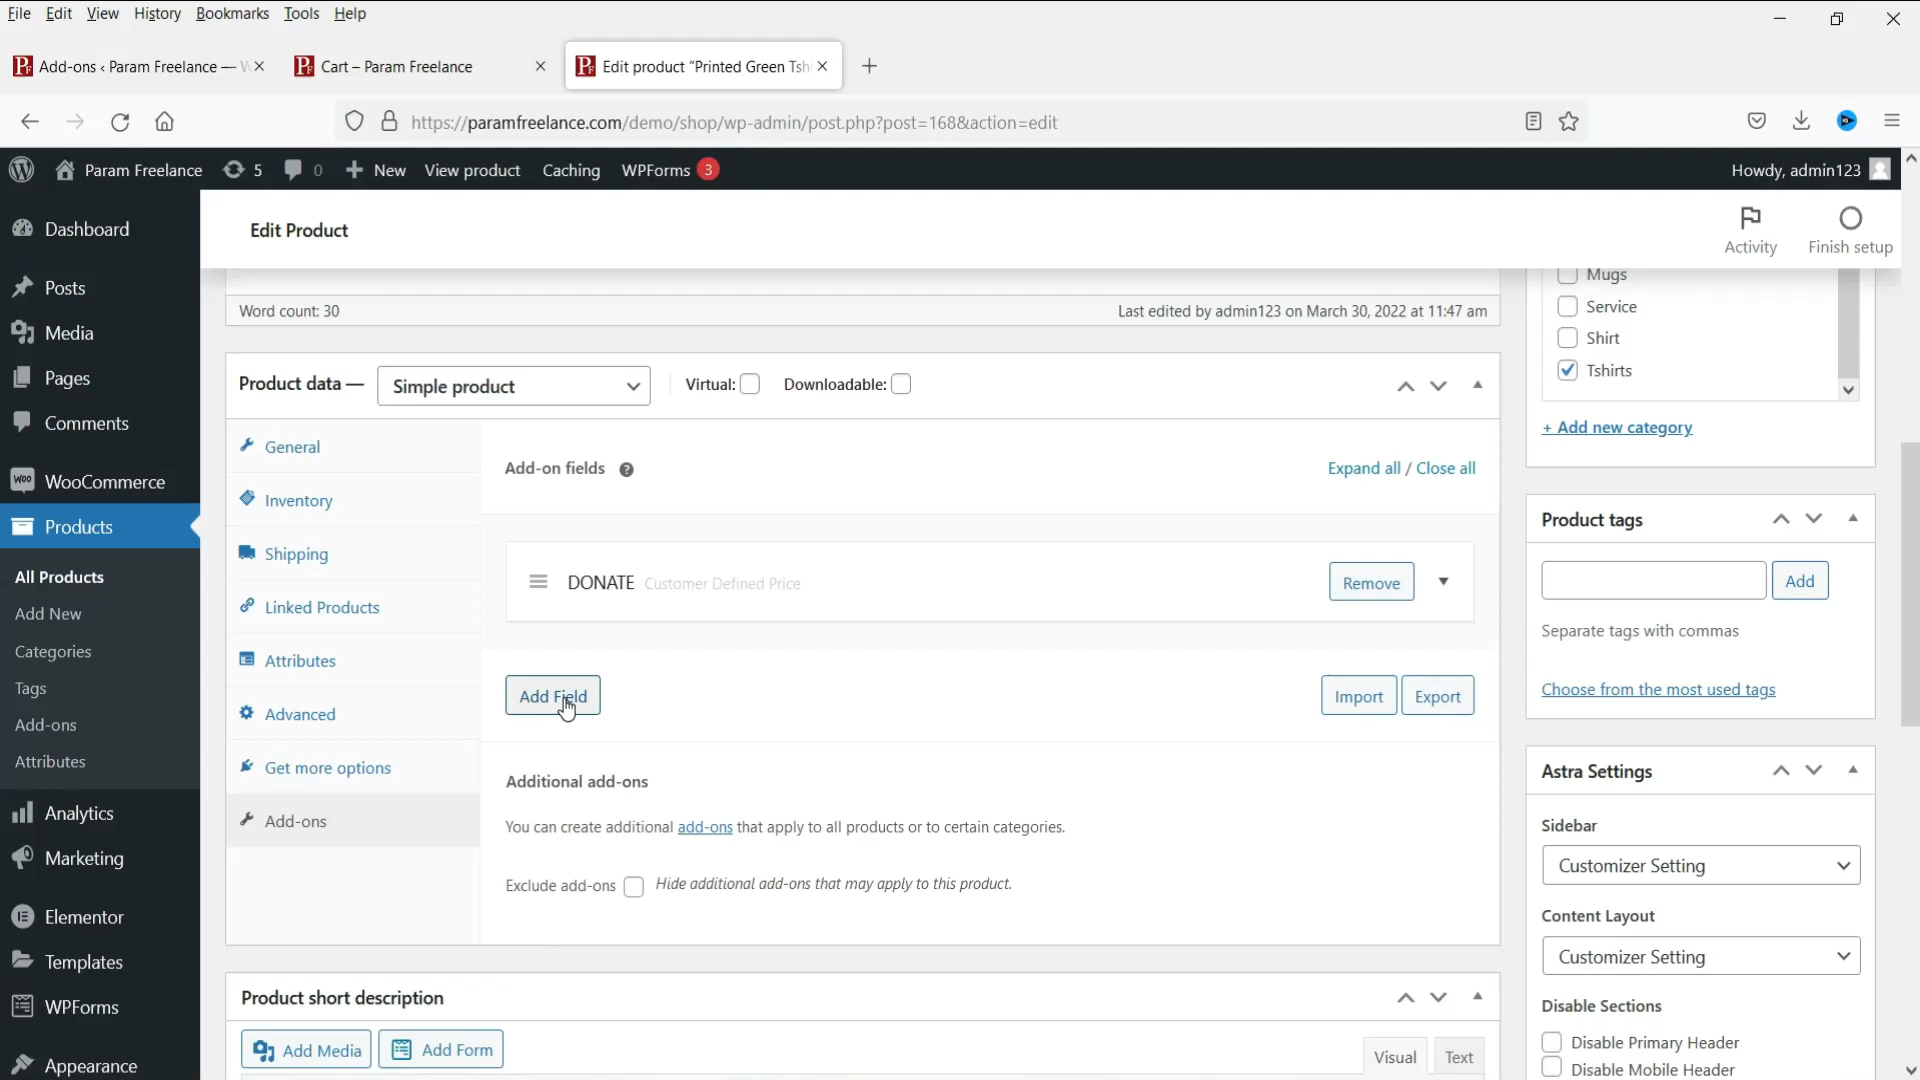 File Edit View History Bookmarks Tools Help
Add-ons ‹ Param Freelance — W
Cart – Param Freelance
Edit product “Printed Green Tsh
https://paramfreelance.com/demo/shop/wp-admin/post.php?post=168&action=edit
Param Freelance 5 0 New View product Caching WPForms 3 Howdy, admin123
Dashboard
Posts
Media
Pages
Comments
WooCommerce
Products
All Products
Add New
Categories
Tags
Add-ons
Attributes
Analytics
Marketing
Elementor
Templates
WPForms
Appearance
Edit Product
Activity
Finish setup
Word count: 30 Last edited by admin123 on March 30, 2022 at 11:47 am
Product data — Simple product Virtual: Downloadable:
General
Inventory
Shipping
Linked Products
Attributes
Advanced
Get more options
Add-ons
Add-on fields ? Expand all / Close all
DONATE Customer Defined Price Remove
Add Field Import Export
Additional add-ons
You can create additional add-ons that apply to all products or to certain categories.
Exclude add-ons Hide additional add-ons that may apply to this product.
Product short description
Add Media Add Form Visual Text
Mugs
Service
Shirt
Tshirts
+ Add new category
Product tags
Add
Separate tags with commas
Choose from the most used tags
Astra Settings
Sidebar
Customizer Setting
Content Layout
Customizer Setting
Disable Sections
Disable Primary Header
Disable Mobile Header